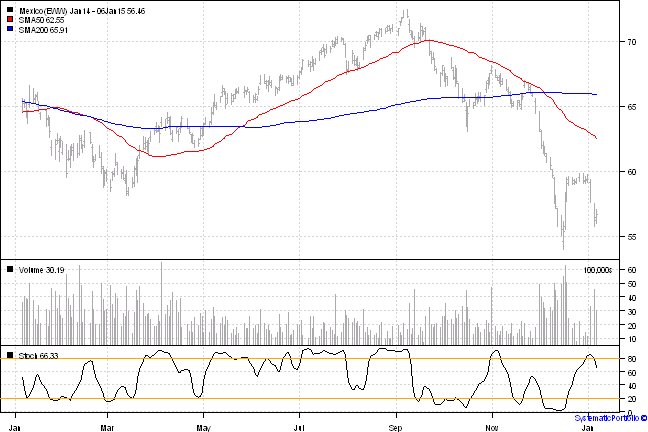 Mexico(EWW) Jan14 - 06Jan15 56.46
SMA50 62.55
SMA200 65.91
70
65
60
55
Volume 30.19
100,000s
60
50
40
30
20
10
Stoch 66.33
80
60
40
20
0
Jan Mar May Jul Sep Nov Jan
SystematicPortfolio ©